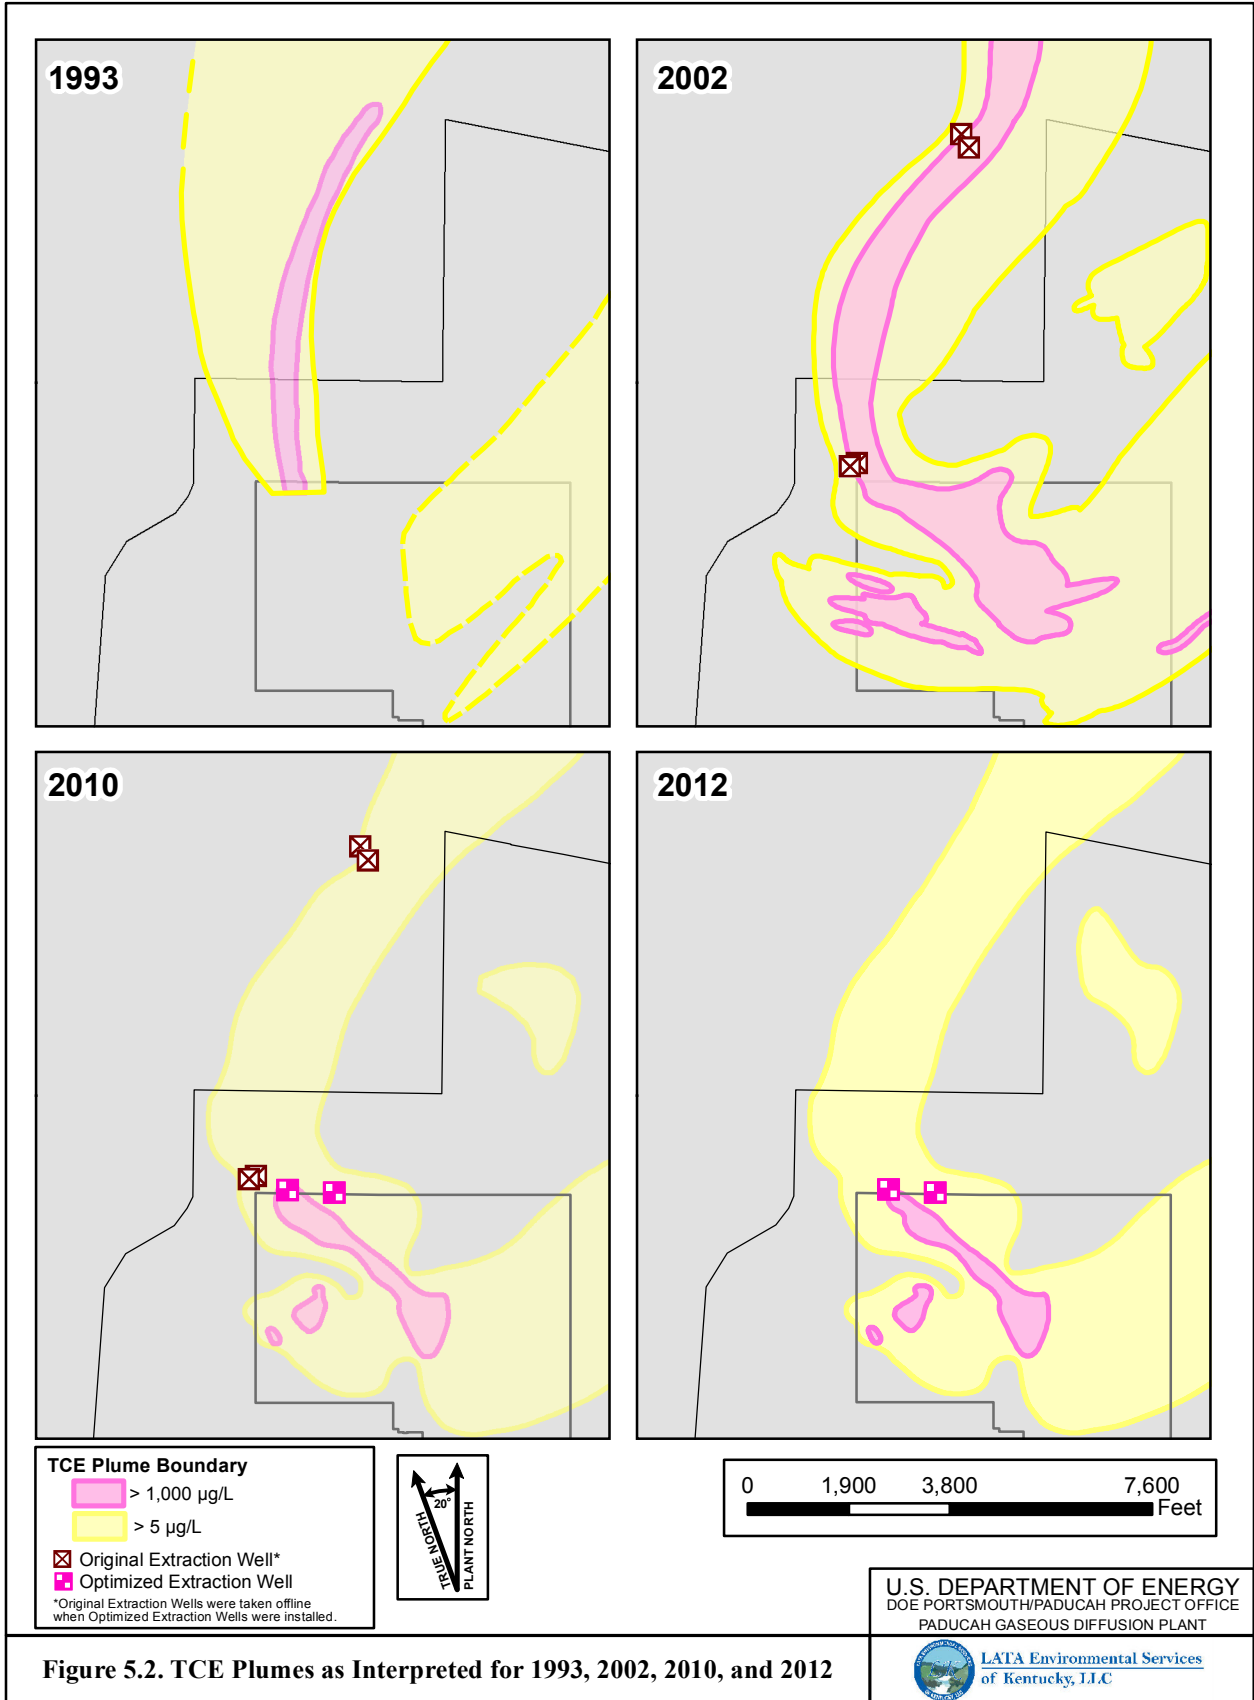 1993
2002
2010
2012
TCE Plume Boundary
> 1,000 µg/L
> 5 µg/L
Original Extraction Well*
Optimized Extraction Well
*Original Extraction Wells were taken offline
when Optimized Extraction Wells were installed.
TRUE NORTH
20°
PLANT NORTH
0 1,900 3,800 7,600
Feet
U.S. DEPARTMENT OF ENERGY
DOE PORTSMOUTH/PADUCAH PROJECT OFFICE
PADUCAH GASEOUS DIFFUSION PLANT
Figure 5.2. TCE Plumes as Interpreted for 1993, 2002, 2010, and 2012
LATA Environmental Services
of Kentucky, LLC